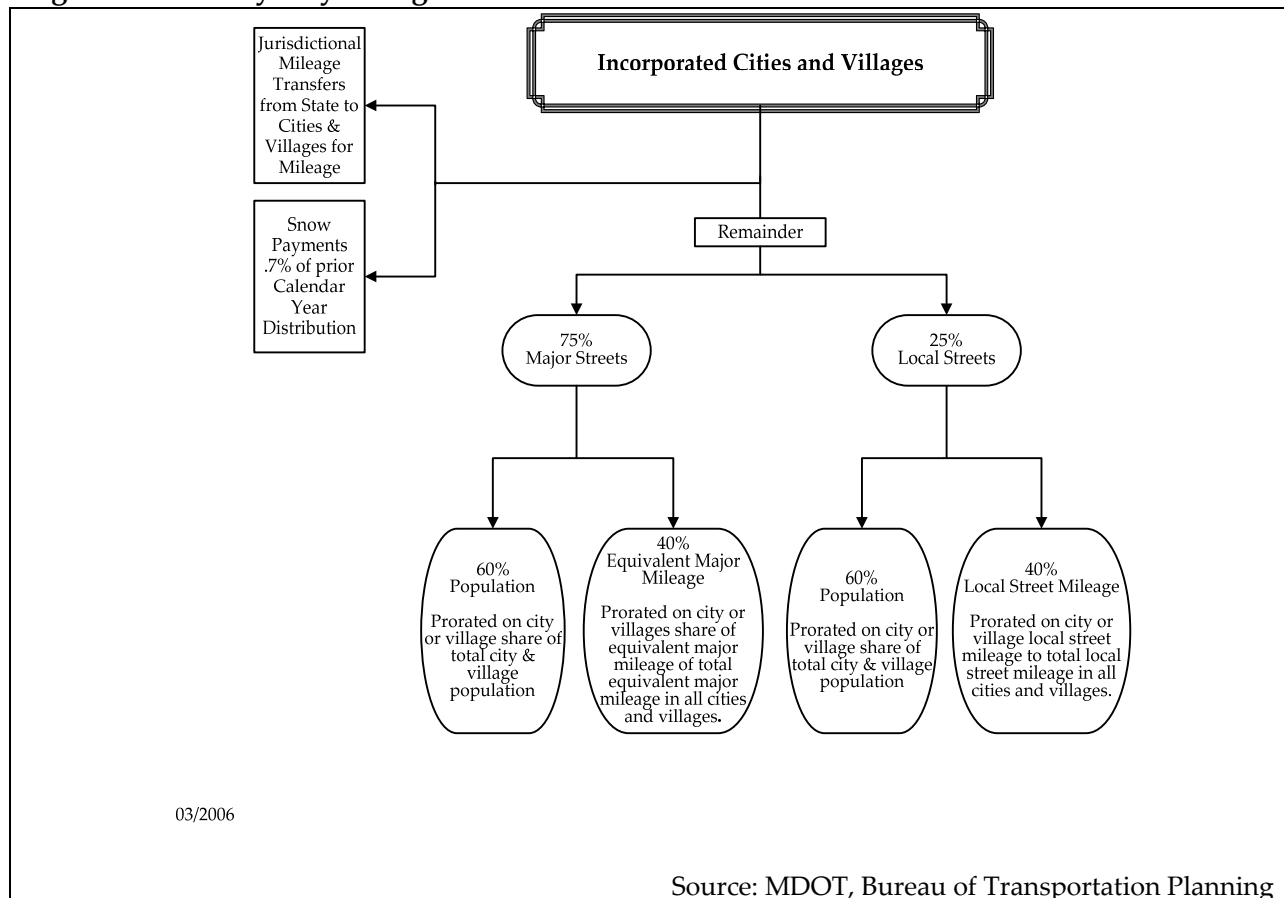 Incorporated Cities and Villages
Jurisdictional
Mileage
Transfers
from State to
Cities &
Villages for
Mileage
Snow
Payments
.7% of prior
Calendar
Year
Distribution
Remainder
75%
Major Streets
25%
Local Streets
60%
Population
Prorated on city
or village share of
total city &
village
population
40%
Equivalent Major
Mileage
Prorated on city or
villages share of
equivalent major
mileage of total
equivalent major
mileage in all cities
and villages.
60%
Population
Prorated on city or
village share of
total city & village
population
40%
Local Street Mileage
Prorated on city or
village local street
mileage to total local
street mileage in all
cities and villages.
03/2006
Source: MDOT, Bureau of Transportation Planning